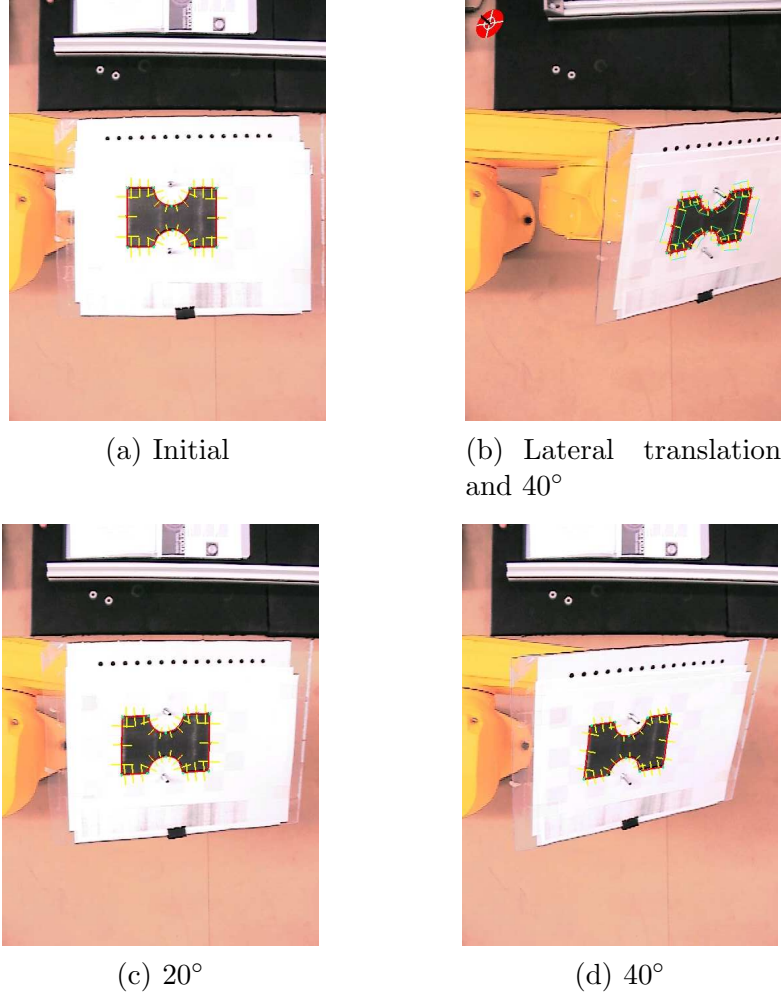 (a) Initial
(b) Lateral translation
and 40°
(c) 20°
(d) 40°